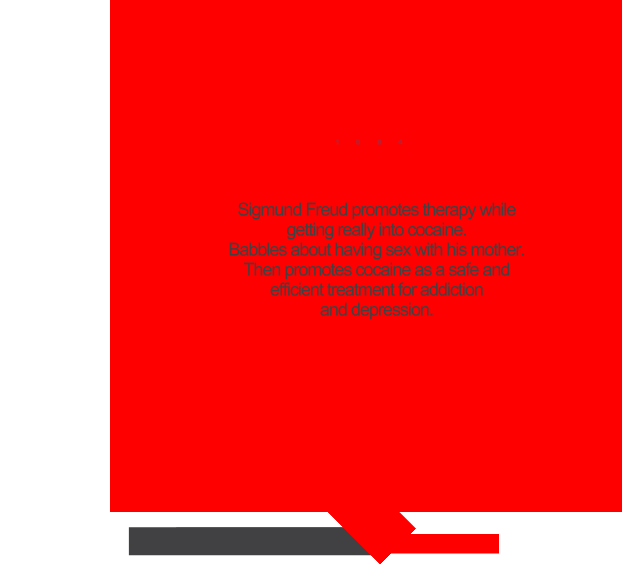 Sigmund Freud promotes therapy while
getting really into cocaine.
Babbles about having sex with his mother.
Then promotes cocaine as a safe and
efficient treatment for addiction
and depression.